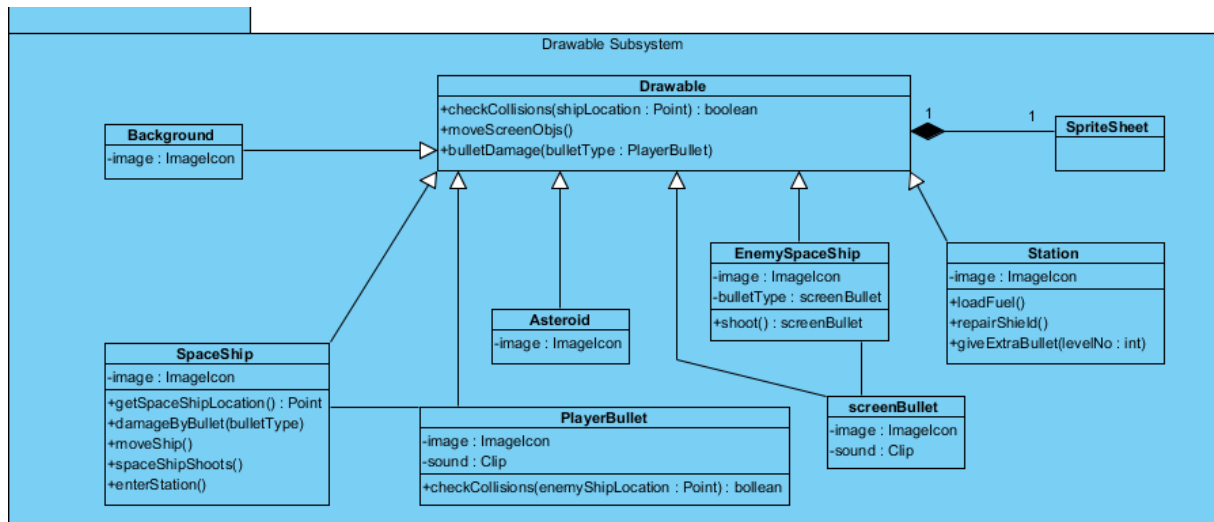 Drawable Subsystem
Drawable
+checkCollisions(shipLocation : Point) : boolean
+moveScreenObjs()
+bulletDamage(bulletType : PlayerBullet)
1
1
SpriteSheet
Background
-image : ImageIcon
EnemySpaceShip
-image : ImageIcon
-bulletType : screenBullet
+shoot() : screenBullet
Station
-image : ImageIcon
+loadFuel()
+repairShield()
+giveExtraBullet(levelNo : int)
Asteroid
-image : ImageIcon
SpaceShip
-image : ImageIcon
+getSpaceShipLocation() : Point
+damageByBullet(bulletType)
+moveShip()
+spaceShipShoots()
+enterStation()
PlayerBullet
-image : ImageIcon
-sound : Clip
+checkCollisions(enemyShipLocation : Point) : bollean
screenBullet
-image : ImageIcon
-sound : Clip